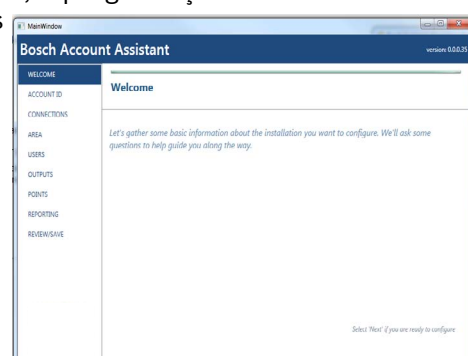 s
MainWindow
Bosch Account Assistant
version: 0.0.0.35
WELCOME
ACCOUNT ID
CONNECTIONS
AREA
USERS
OUTPUTS
POINTS
REPORTING
REVIEW/SAVE
Welcome
Let's gather some basic information about the installation you want to configure. We'll ask some
questions to help guide you along the way.
Select 'Next' if you are ready to configure